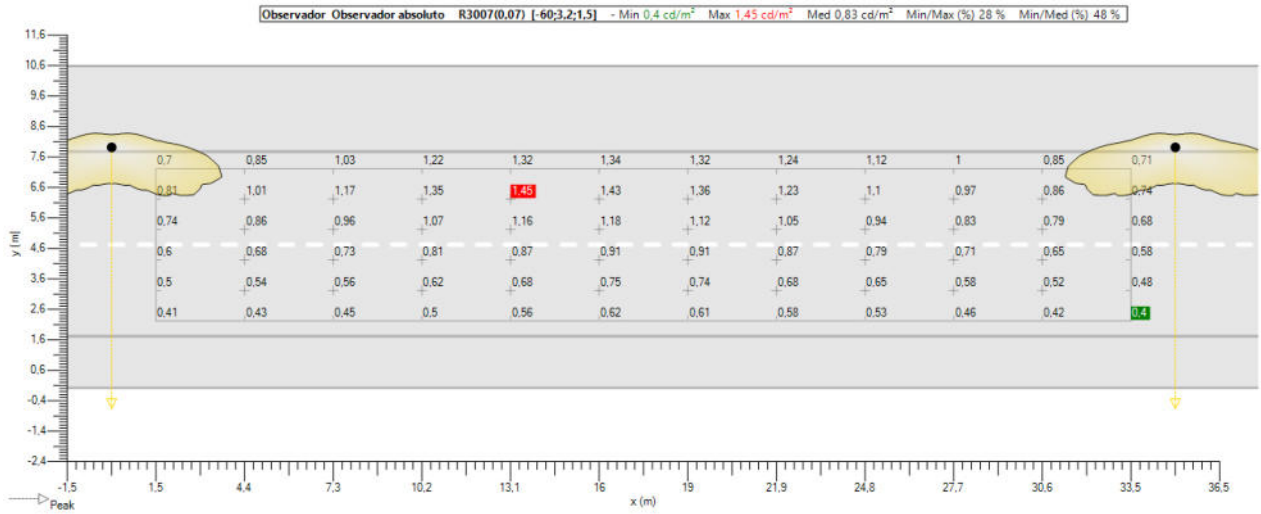 Observador Observador absoluto R3007(0,07) [-60;3,2;1,5] - Min 0,4 cd/m² Max 1,45 cd/m² Med 0,83 cd/m² Min/Max (%) 28 % Min/Med (%) 48 %
11.6
10.6
9.6
8.6
7.6
0,7 0,85 1,03 1,22 1,32 1,34 1,32 1,24 1,12 1 0,85 0,71
6.6
0,81 1,01 1,17 1,35 1,45 1,43 1,36 1,23 1,1 0,97 0,86 0,74
5.6
0,74 0,86 0,96 1,07 1,16 1,18 1,12 1,05 0,94 0,83 0,79 0,68
y (m)
4.6
0,6 0,68 0,73 0,81 0,87 0,91 0,91 0,87 0,79 0,71 0,65 0,58
3.6
0,5 0,54 0,56 0,62 0,68 0,75 0,74 0,68 0,65 0,58 0,52 0,48
2.6
0,41 0,43 0,45 0,5 0,56 0,62 0,61 0,58 0,53 0,46 0,42 0,4
1.6
0.6
-0.4
-1.4
-2.4
-1,5 1,5 4,4 7,3 10,2 13,1 16 19 21,9 24,8 27,7 30,6 33,5 36,5
Peak
x (m)